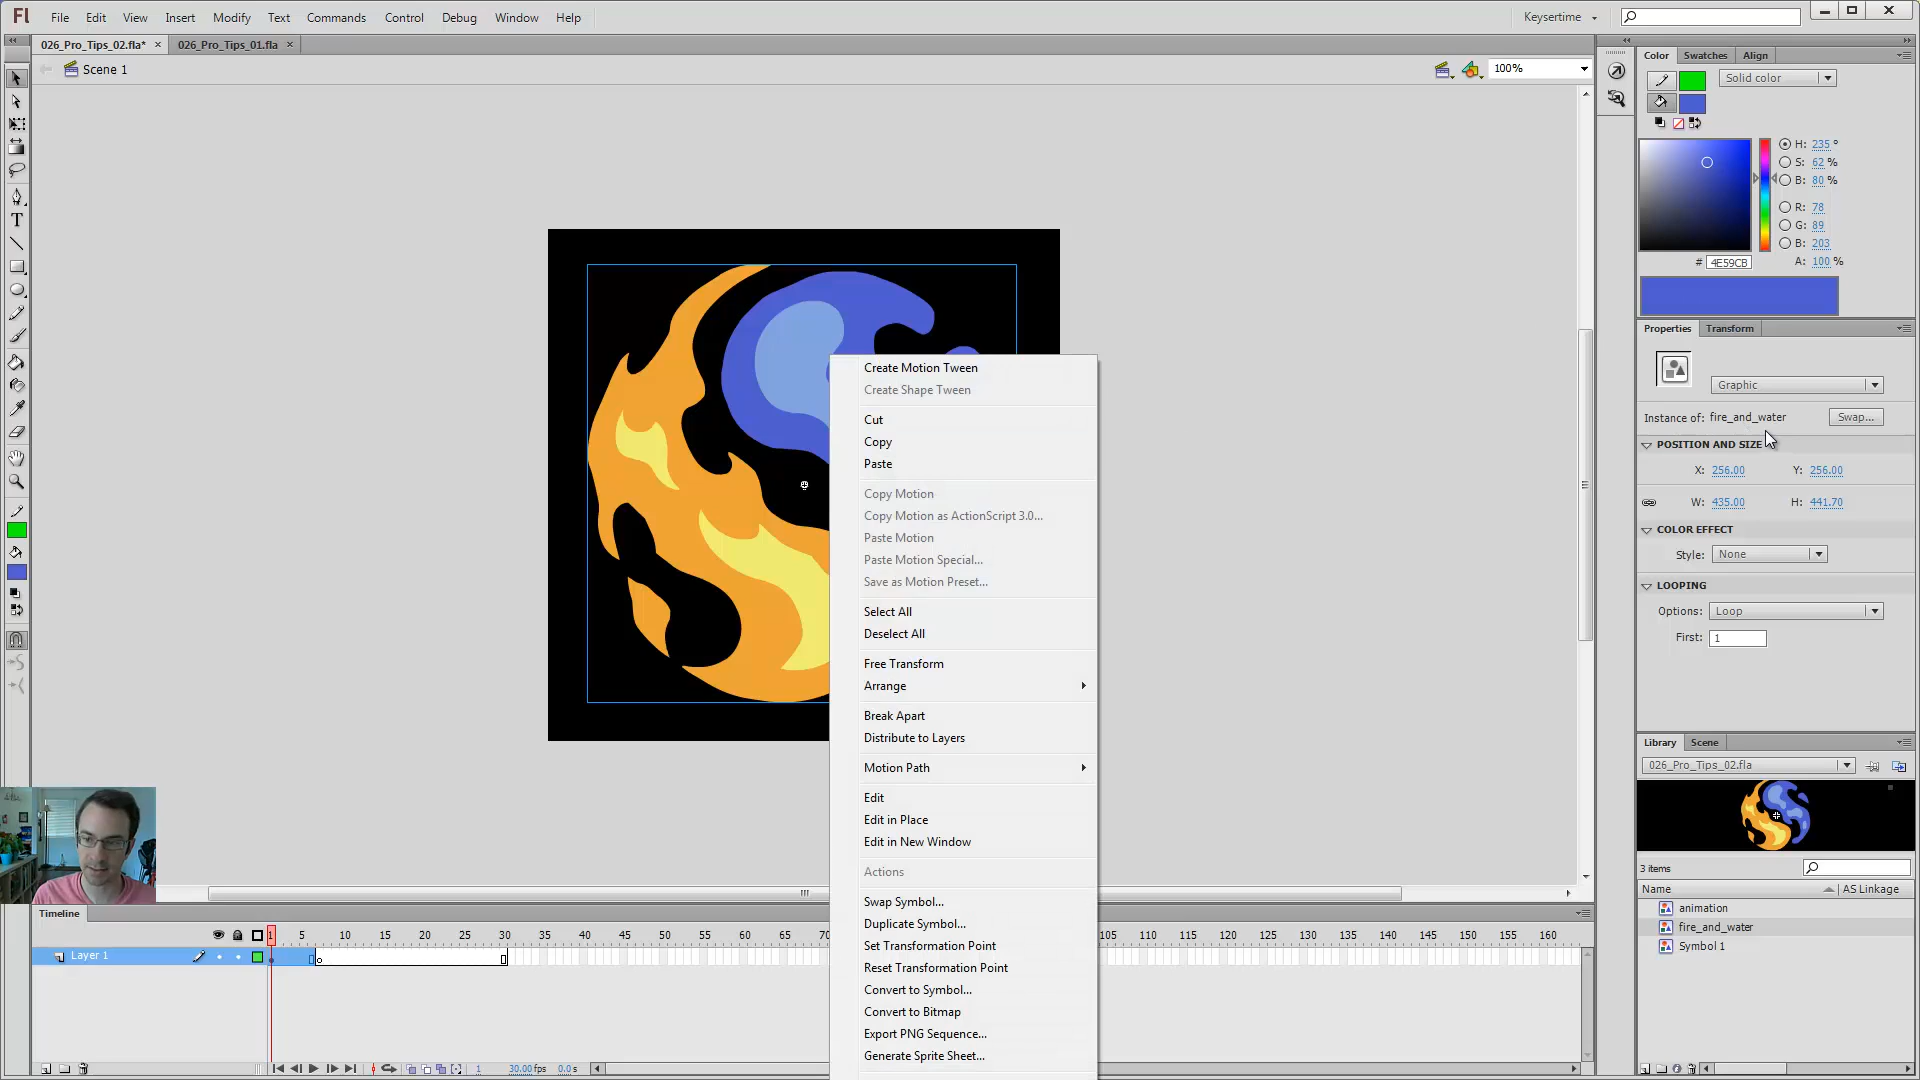 Fl File Edit View Insert Modify Text Commands Control Debug Window Help Keysertime
026_Pro_Tips_02.fla* × 026_Pro_Tips_01.fla ×
Scene 1 100%
Color Swatches Align
Solid color
H: 235 °
S: 62 %
B: 80 %
R: 78
G: 89
B: 203
# 4E59CB A: 100 %
Properties Transform
Graphic
Instance of: fire_and_water Swap...
POSITION AND SIZE
X: 256.00 Y: 256.00
W: 435.00 H: 441.70
COLOR EFFECT
Style: None
LOOPING
Options: Loop
First: 1
Library Scene
026_Pro_Tips_02.fla
3 items
Name AS Linkage
animation
fire_and_water
Symbol 1
Create Motion Tween
Create Shape Tween
Cut
Copy
Paste
Copy Motion
Copy Motion as ActionScript 3.0...
Paste Motion
Paste Motion Special...
Save as Motion Preset...
Select All
Deselect All
Free Transform
Arrange
Break Apart
Distribute to Layers
Motion Path
Edit
Edit in Place
Edit in New Window
Actions
Swap Symbol...
Duplicate Symbol...
Set Transformation Point
Reset Transformation Point
Convert to Symbol...
Convert to Bitmap
Export PNG Sequence...
Generate Sprite Sheet...
Timeline
1 5 10 15 20 25 30 35 40 45 50 55 60 65 70 105 110 115 120 125 130 135 140 145 150 155 160
Layer 1
1 30.00 fps 0.0 s